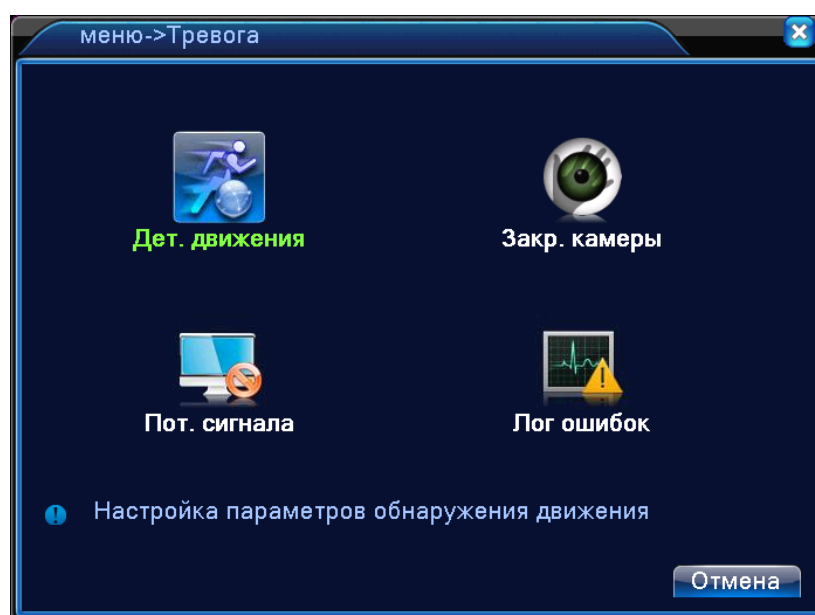 меню->Тревога
Дет. движения
Закр. камеры
Пот. сигнала
Лог ошибок
Настройка параметров обнаружения движения
Отмена